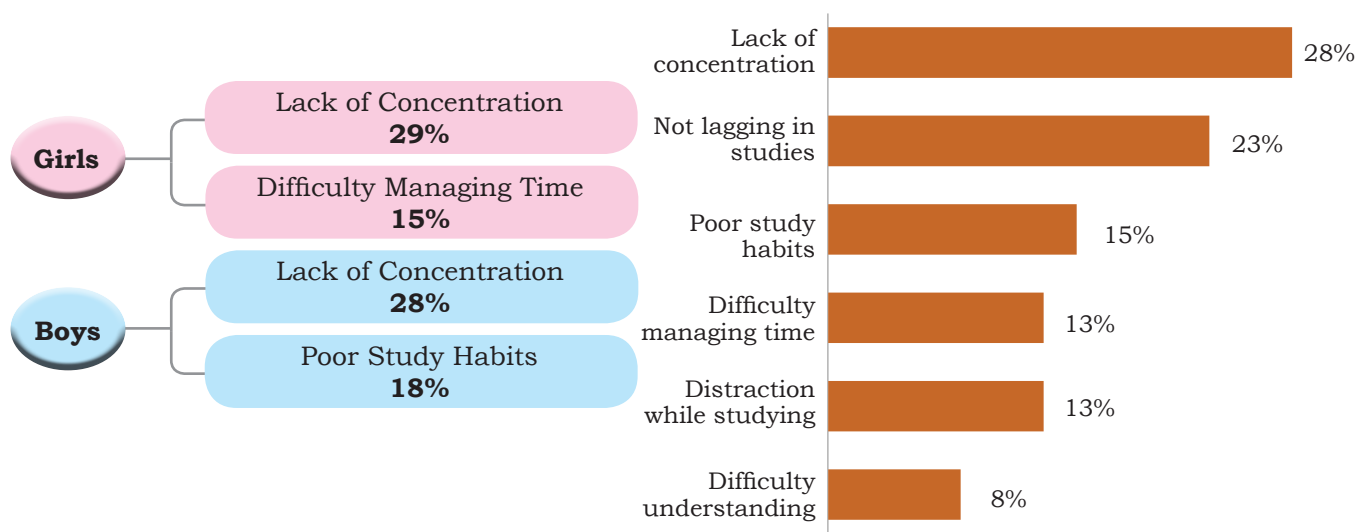 Girls
Lack of Concentration
29%
Difficulty Managing Time
15%
Boys
Lack of Concentration
28%
Poor Study Habits
18%
Lack of
concentration
28%
Not lagging in
studies
23%
Poor study
habits
15%
Difficulty
managing time
13%
Distraction
while studying
13%
Difficulty
understanding
8%